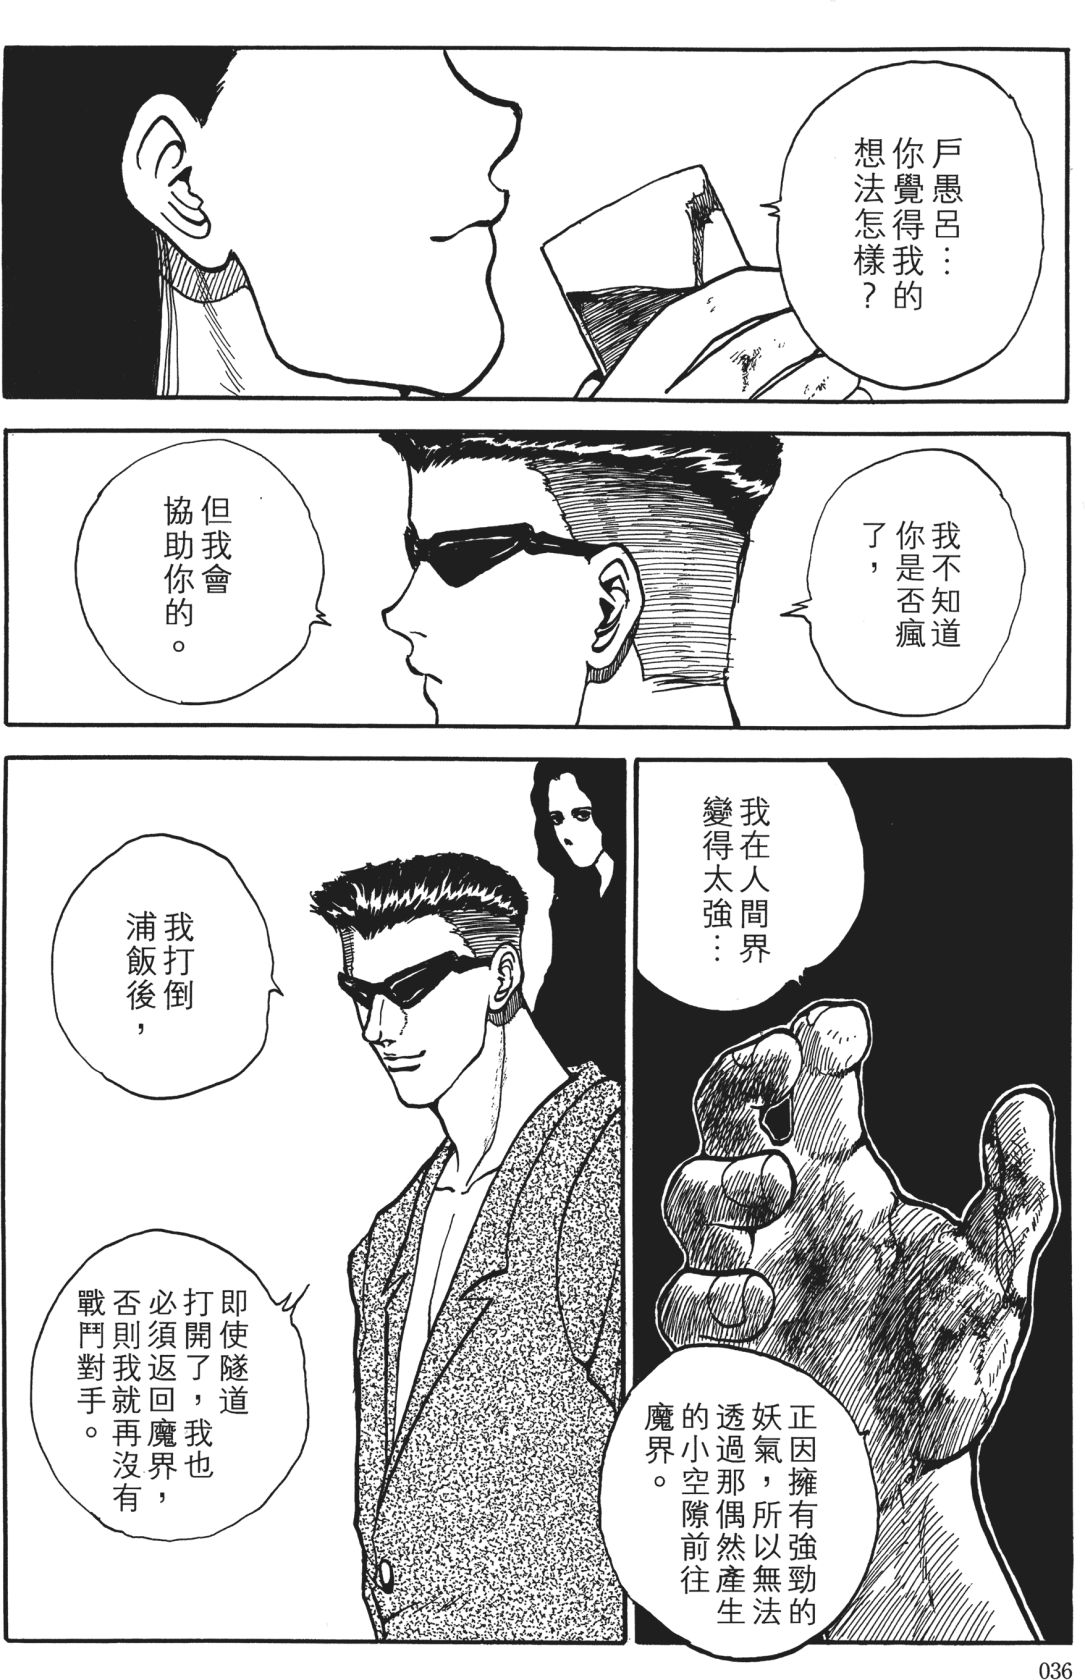 戶愚呂…
你覺得我的
想法怎樣？
我不知道
你是否瘋
了，
但我會
協助你的。
我在人間界
變得太強…
正因擁有強勁的
妖氣，所以無法
透過那偶然產生
的小空隙前往
魔界。
我打倒
浦飯後，
即使隧道
打開了，我也
必須返回魔界，
否則我就再沒有
戰鬥對手。
036